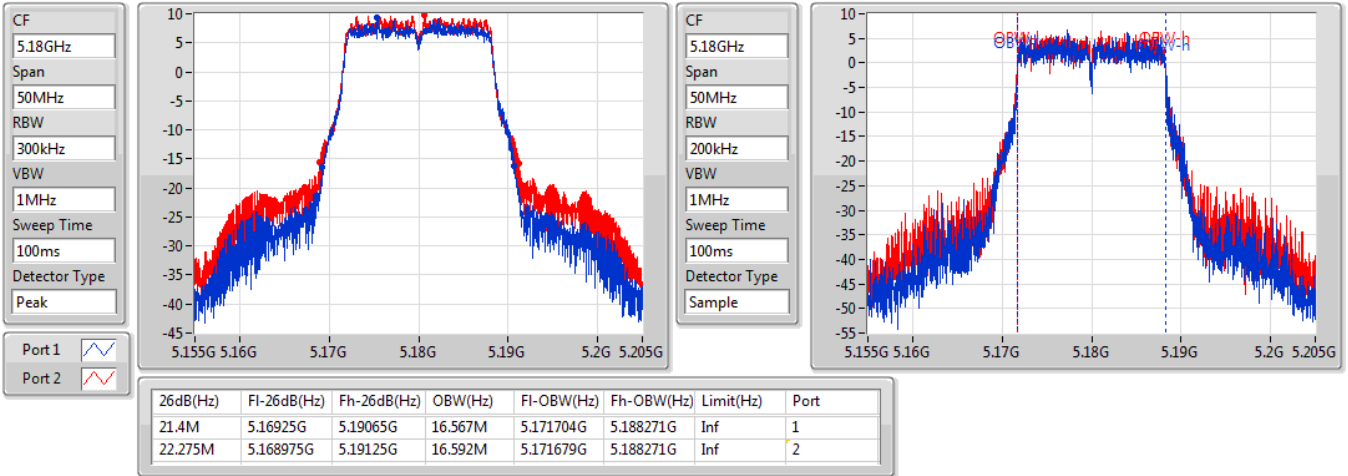 CF
5.18GHz
Span
50MHz
RBW
300kHz
VBW
1MHz
Sweep Time
100ms
Detector Type
Peak
Port 1
Port 2
10
5
0
-5
-10
-15
-20
-25
-30
-35
-40
-45
5.155G 5.16G 5.17G 5.18G 5.19G 5.2G 5.205G
CF
5.18GHz
Span
50MHz
RBW
200kHz
VBW
1MHz
Sweep Time
100ms
Detector Type
Sample
10
5
0
-5
-10
-15
-20
-25
-30
-35
-40
-45
-50
-55
OBW-h
5.155G 5.16G 5.17G 5.18G 5.19G 5.2G 5.205G
26dB(Hz) Fl-26dB(Hz) Fh-26dB(Hz) OBW(Hz) Fl-OBW(Hz) Fh-OBW(Hz) Limit(Hz) Port
21.4M 5.16925G 5.19065G 16.567M 5.171704G 5.188271G Inf 1
22.275M 5.168975G 5.19125G 16.592M 5.171679G 5.188271G Inf 2